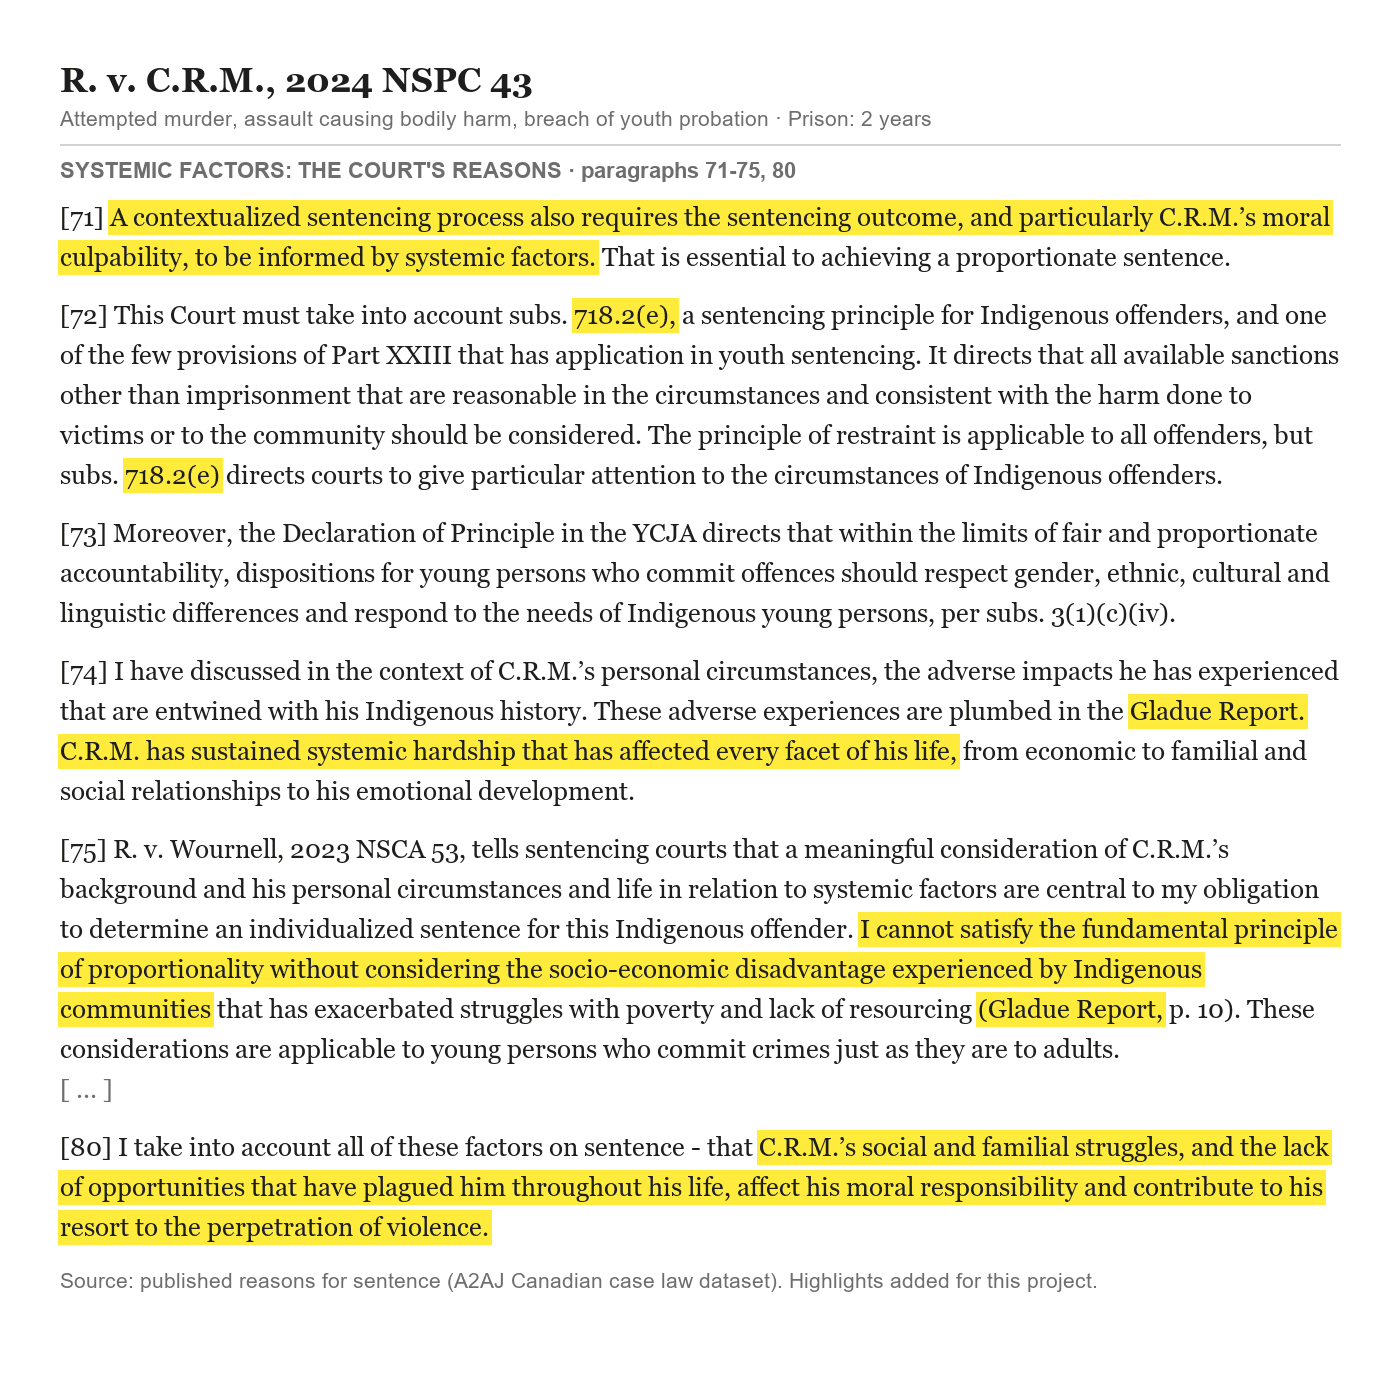 R. v. C.R.M., 2024 NSPC 43
Attempted murder, assault causing bodily harm, breach of youth probation · Prison: 2 years
SYSTEMIC FACTORS: THE COURT'S REASONS · paragraphs 71-75, 80
[71] A contextualized sentencing process also requires the sentencing outcome, and particularly C.R.M.’s moral
culpability, to be informed by systemic factors. That is essential to achieving a proportionate sentence.
[72] This Court must take into account subs. 718.2(e), a sentencing principle for Indigenous offenders, and one
of the few provisions of Part XXIII that has application in youth sentencing. It directs that all available sanctions
other than imprisonment that are reasonable in the circumstances and consistent with the harm done to
victims or to the community should be considered. The principle of restraint is applicable to all offenders, but
subs. 718.2(e) directs courts to give particular attention to the circumstances of Indigenous offenders.
[73] Moreover, the Declaration of Principle in the YCJA directs that within the limits of fair and proportionate
accountability, dispositions for young persons who commit offences should respect gender, ethnic, cultural and
linguistic differences and respond to the needs of Indigenous young persons, per subs. 3(1)(c)(iv).
[74] I have discussed in the context of C.R.M.’s personal circumstances, the adverse impacts he has experienced
that are entwined with his Indigenous history. These adverse experiences are plumbed in the Gladue Report.
C.R.M. has sustained systemic hardship that has affected every facet of his life, from economic to familial and
social relationships to his emotional development.
[75] R. v. Wournell, 2023 NSCA 53, tells sentencing courts that a meaningful consideration of C.R.M.’s
background and his personal circumstances and life in relation to systemic factors are central to my obligation
to determine an individualized sentence for this Indigenous offender. I cannot satisfy the fundamental principle
of proportionality without considering the socio-economic disadvantage experienced by Indigenous
communities that has exacerbated struggles with poverty and lack of resourcing (Gladue Report, p. 10). These
considerations are applicable to young persons who commit crimes just as they are to adults.
[ ... ]
[80] I take into account all of these factors on sentence - that C.R.M.’s social and familial struggles, and the lack
of opportunities that have plagued him throughout his life, affect his moral responsibility and contribute to his
resort to the perpetration of violence.
Source: published reasons for sentence (A2AJ Canadian case law dataset). Highlights added for this project.